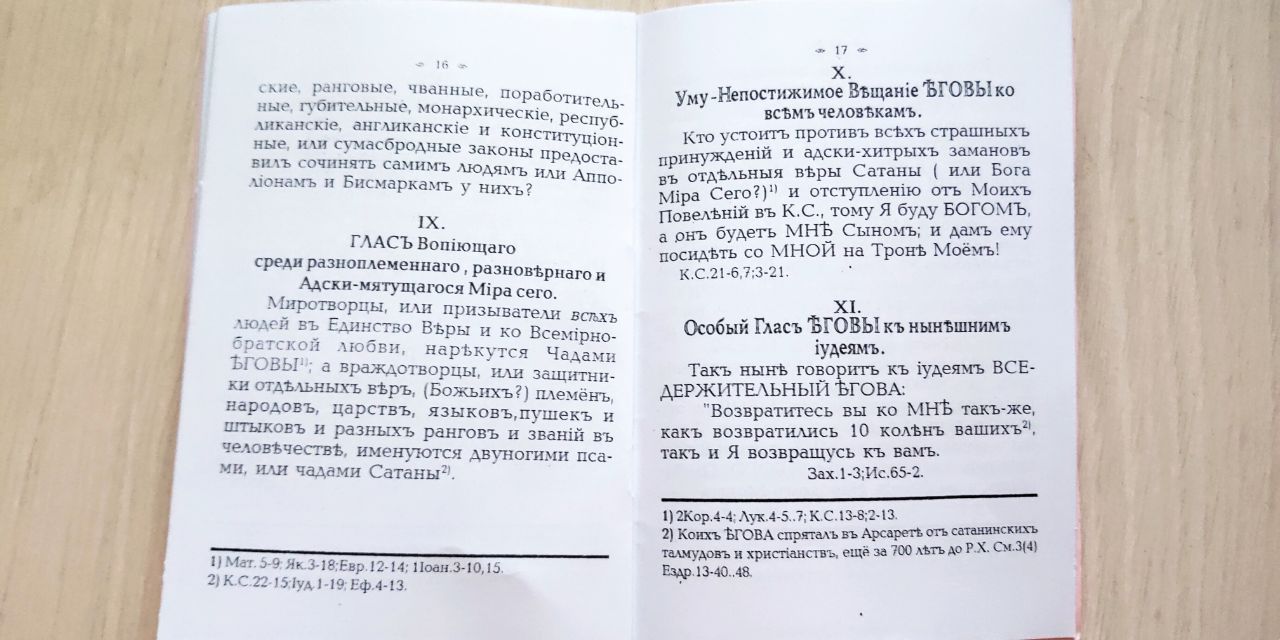 16
ские, ранговые, чванные, поработитель-
ные, губительные, монархическіе, респуб-
ликанскіе, англиканскіе и конституціон-
ные, или сумасбродные законы предоста-
вилъ сочинять самимъ людямъ или Аппо-
ліонамъ и Бисмаркамъ у нихъ?
IX.
ГЛАСЪ Вопіющаго
среди разноплеменнаго, разновѣрнаго и
Адски-мятущагося Міра сего.
Миротворцы, или призыватели всѣхъ
людей въ Единство Вѣры и ко Всемірно-
братской любви, нарѣкутся Чадами
ѢГОВЫ1); а враждотворцы, или защитни-
ки отдѣльныхъ вѣръ, (Божьихъ?) племёнъ,
народовъ, царствъ, языковъ,пушекъ и
штыковъ и разныхъ ранговъ и званій въ
человѣчествѣ, именуются двуногими пса-
ми, или чадами Сатаны2).
1) Мат. 5-9; Як.3-18;Евр.12-14; 1Іоан.3-10,15.
2) К.С.22-15;Іуд.1-19; Еф.4-13.
17
X.
Уму-Непостижимое Вѣщаніе ѢГОВЫ ко
всѣмъ человѣкамъ.
Кто устоитъ противъ всѣхъ страшныхъ
принужденій и адски-хитрыхъ замановъ
въ отдѣльныя вѣры Сатаны ( или Бога
Міра Сего?)1) и отступленію отъ Моихъ
Повелѣній въ К.С., тому Я буду БОГОМЪ,
а онъ будетъ МНѢ Сыномъ; и дамъ ему
посидѣть со МНОЙ на Тронѣ Моёмъ!
К.С.21-6,7;3-21.
XI.
Особый Гласъ ѢГОВЫ къ нынѣшнимъ
іудеямъ.
Такъ нынѣ говоритъ къ іудеямъ ВСЕ-
ДЕРЖИТЕЛЬНЫЙ ѢГОВА:
"Возвратитесь вы ко МНѢ такъ-же,
какъ возвратились 10 колѣнъ вашихъ2),
такъ и Я возвращусь къ вамъ.
Зах.1-3;Ис.65-2.
1) 2Кор.4-4; Лук.4-5..7; К.С.13-8;2-13.
2) Коихъ ѢГОВА спряталъ въ Арсаретѣ отъ сатанинскихъ
талмудовъ и христіанствъ, ещё за 700 лѣтъ до Р.Х. См.3(4)
Ездр.13-40..48.